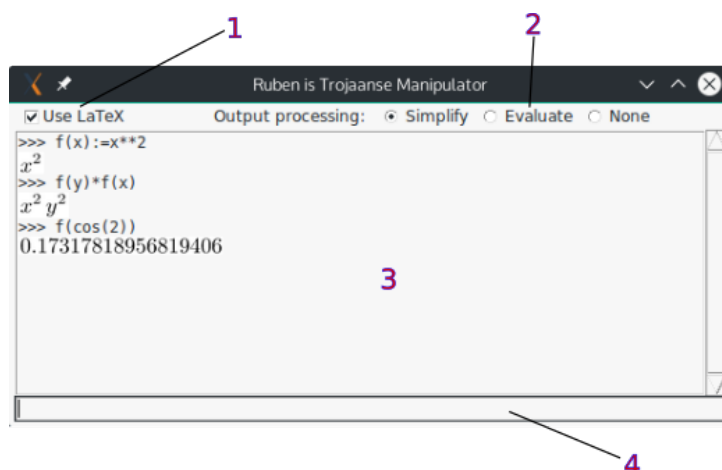 1
2
Ruben is Trojaanse Manipulator
Use LaTeX Output processing: Simplify Evaluate None
>>> f(x):=x**2
x²
>>> f(y)*f(x)
x² y²
>>> f(cos(2))
0.17317818956819406
3
4